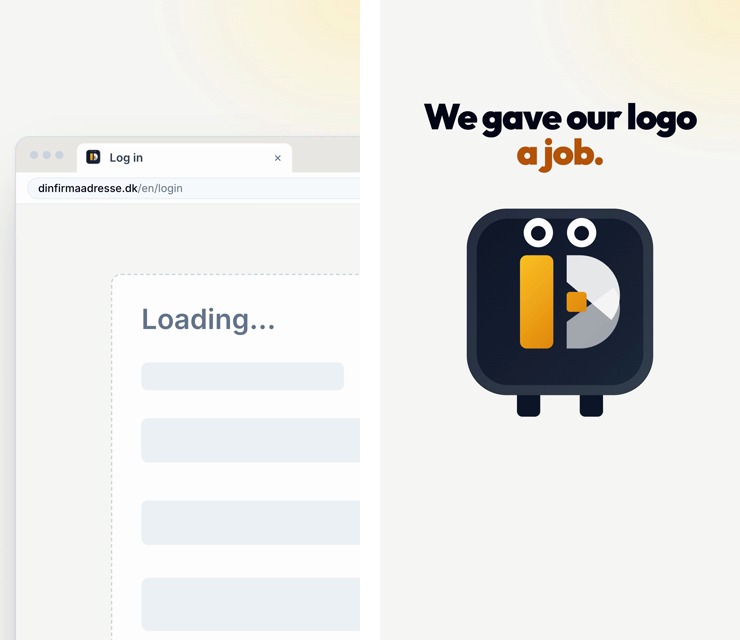 Log in
dinfirmaadresse.dk/en/login
Loading...
We gave our logo
a job.